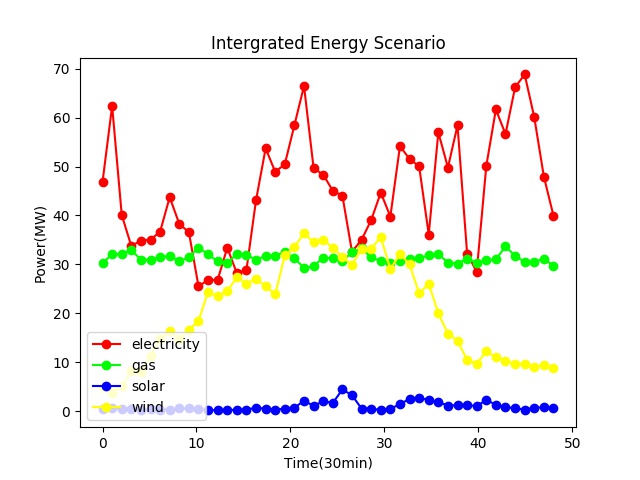 Intergrated Energy Scenario
Power(MW)
70
60
50
40
30
20
10
0
electricity
gas
solar
wind
0 10 20 30 40 50
Time(30min)